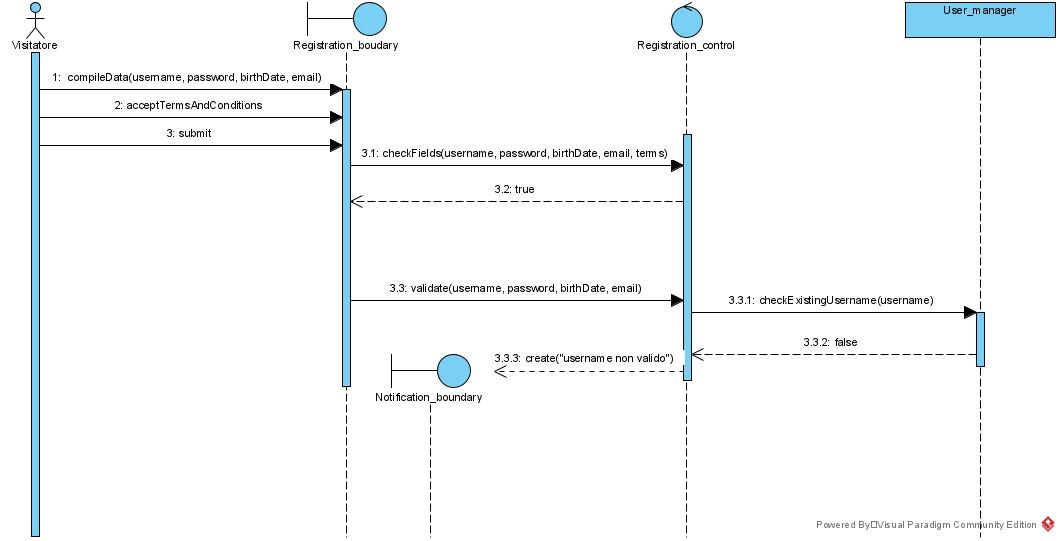 Visitatore
Registration_boudary
Registration_control
User_manager
1: compileData(username, password, birthDate, email)
2: acceptTermsAndConditions
3: submit
3.1: checkFields(username, password, birthDate, email, terms)
3.2: true
3.3: validate(username, password, birthDate, email)
3.3.1: checkExistingUsername(username)
3.3.2: false
3.3.3: create("username non valido")
Notification_boundary
Powered By□Visual Paradigm Community Edition